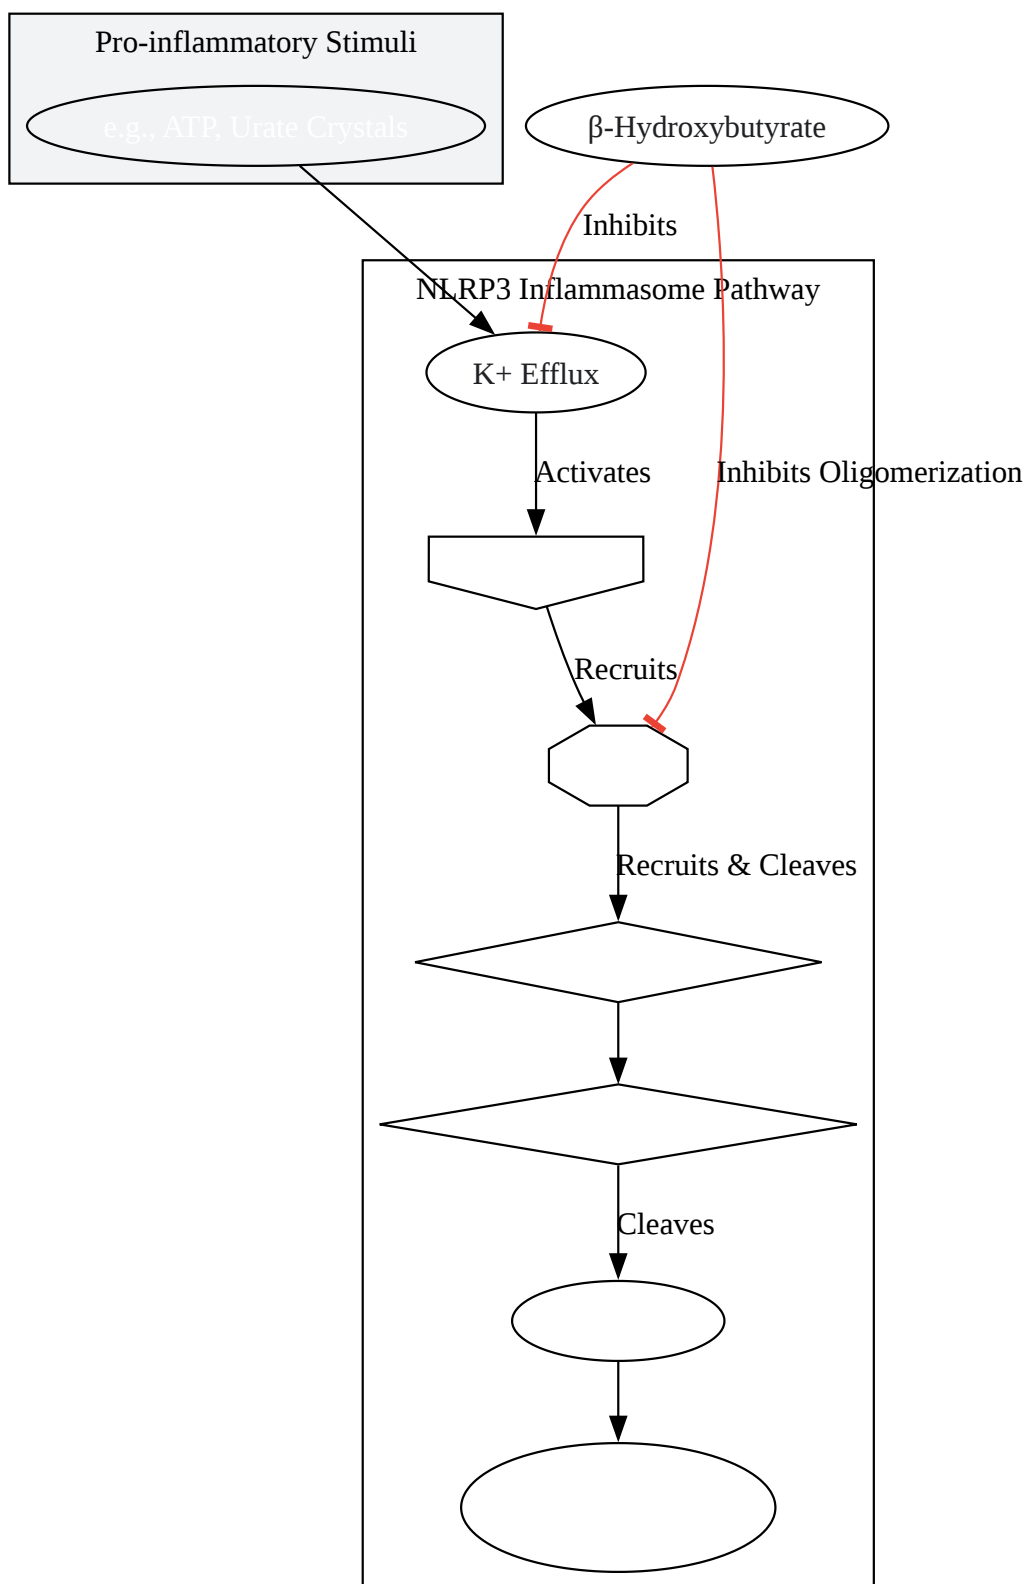 Pro-inflammatory Stimuli
e.g., ATP, Urate Crystals
β-Hydroxybutyrate
Inhibits
NLRP3 Inflammasome Pathway
K+ Efflux
Activates
Inhibits Oligomerization
Recruits
Recruits & Cleaves
Cleaves